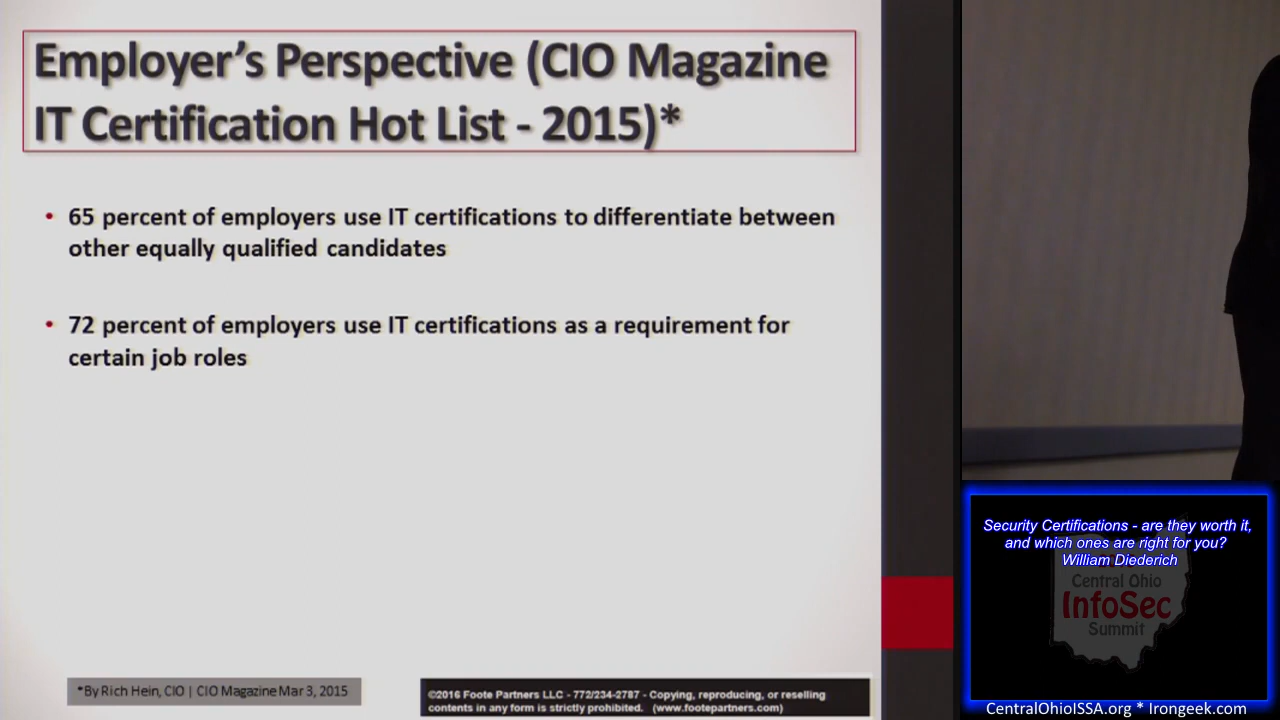 Employer's Perspective (CIO Magazine
IT Certification Hot List - 2015)*
• 65 percent of employers use IT certifications to differentiate between
other equally qualified candidates
• 72 percent of employers use IT certifications as a requirement for
certain job roles
*By Rich Hein, CIO | CIO Magazine Mar 3, 2015
©2016 Foote Partners LLC - 772/234-2787 - Copying, reproducing, or reselling
contents in any form is strictly prohibited. (www.footepartners.com)
Security Certifications - are they worth it,
and which ones are right for you?
William Diederich
Central Ohio
InfoSec
Summit
CentralOhioISSA.org * Irongeek.com